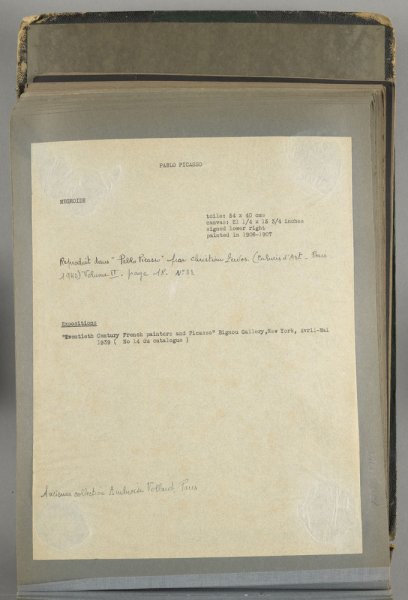 PABLO PICASSO
NEGROIDE
toile: 54 x 40 cms
canvas: 21 1/4 x 15 3/4 inches
signed lower right
painted in 1906-1907
Reproduit dans "Pablo Picasso" par Christian Zervos. (Cahiers d'Art. Paris
1942) Volume II. page 18. N°32
Expositions
"Twentieth Century French painters and Picasso" Bignou Gallery, New York, avril-Mai
1939 ( No 14 du catalogue )
Ancienne collection Ambroise Vollard Paris